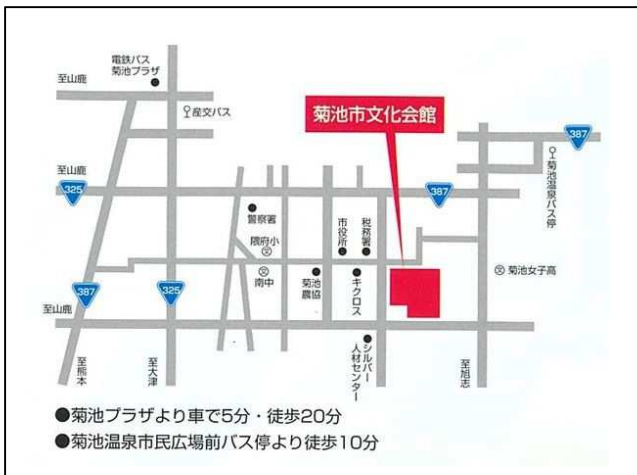 電鉄バス
菊池プラザ
至山鹿
産交バス
菊池市文化会館
387
菊池温泉バス停
至山鹿
325
387
警察署
隈府小
文
市役所
税務署
文
南中
菊池
農協
キクロス
文 菊池女子高
387
325
至山鹿
シルバー
人材センター
至熊本
至大津
至旭志
●菊池プラザより車で5分・徒歩20分
●菊池温泉市民広場前バス停より徒歩10分